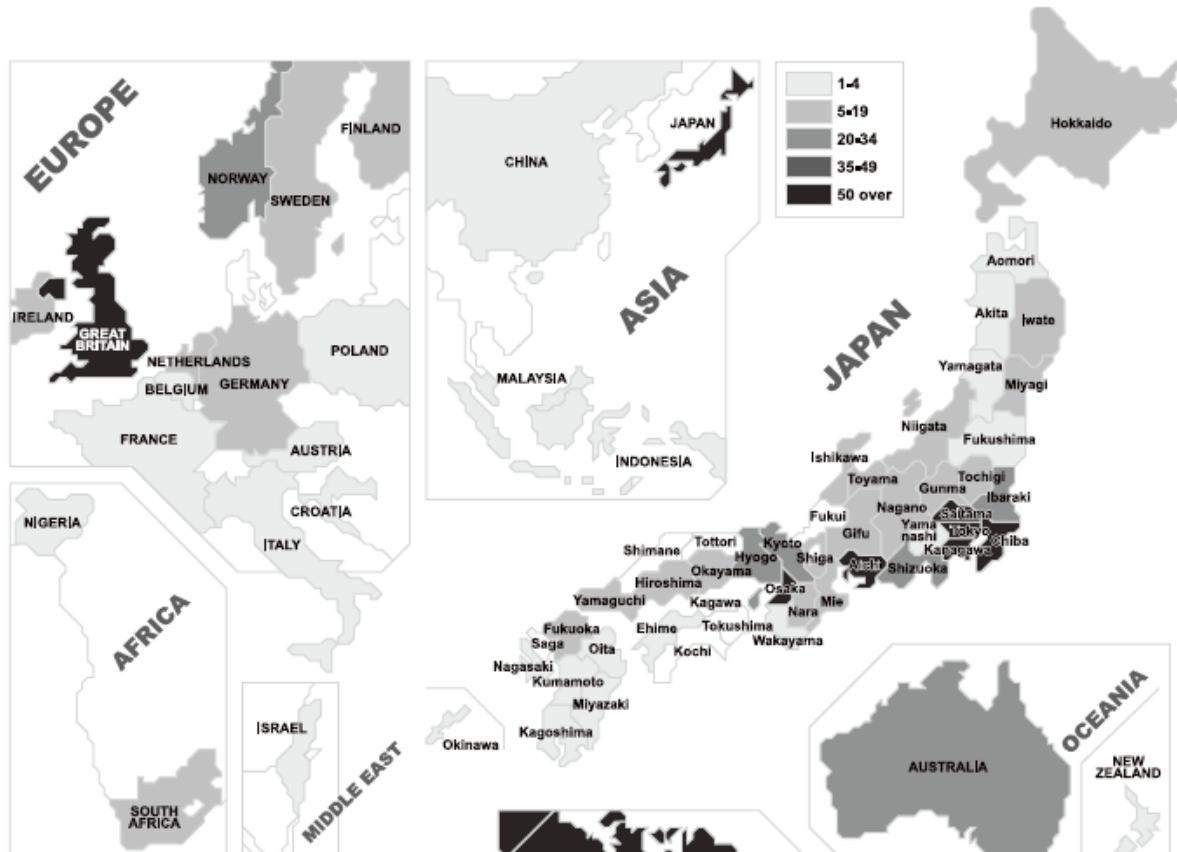 EUROPE
FINLAND
NORWAY
SWEDEN
IRELAND
GREAT
BRITAIN
NETHERLANDS
BELGIUM
GERMANY
POLAND
FRANCE
AUSTRIA
CROATIA
ITALY
ASIA
JAPAN
CHINA
MALAYSIA
INDONESIA
1-4
5-19
20-34
35-49
50 over
JAPAN
Hokkaido
Aomori
Akita
Iwate
Yamagata
Miyagi
Niigata
Fukushima
Ishikawa
Toyama
Tochigi
Gunma
Ibaraki
Nagano
Saitama
Fukui
Gifu
Yama
nashi
Tokyo
Chiba
Kanagawa
Tottori
Kyoto
Shimane
Hyogo
Shiga
Aichi
Shizuoka
Okayama
Hiroshima
Osaka
Yamaguchi
Kagawa
Nara
Mie
Fukuoka
Ehime
Tokushima
Wakayama
Saga
Oita
Kochi
Nagasaki
Kumamoto
Miyazaki
Kagoshima
Okinawa
AFRICA
NIGERIA
SOUTH
AFRICA
MIDDLE EAST
ISRAEL
OCEANIA
AUSTRALIA
NEW
ZEALAND